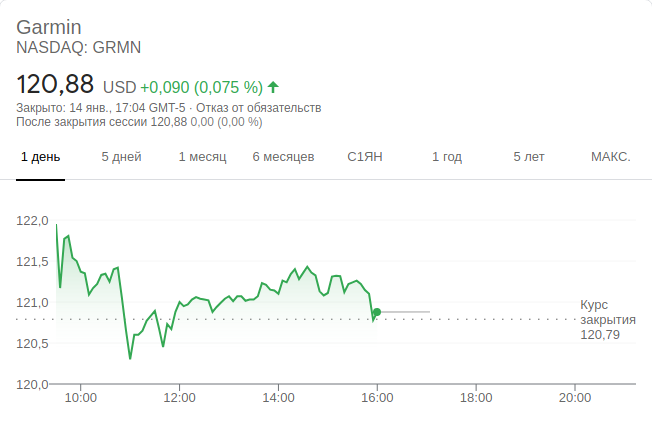 Garmin
NASDAQ: GRMN
120,88 USD +0,090 (0,075 %)
Закрыто: 14 янв., 17:04 GMT-5 · Отказ от обязательств
После закрытия сессии 120,88 0,00 (0,00 %)
1 день 5 дней 1 месяц 6 месяцев С1ЯН 1 год 5 лет МАКС.
122,0
121,5
121,0
Курс
закрытия
120,79
120,5
120,0
10:00 12:00 14:00 16:00 18:00 20:00